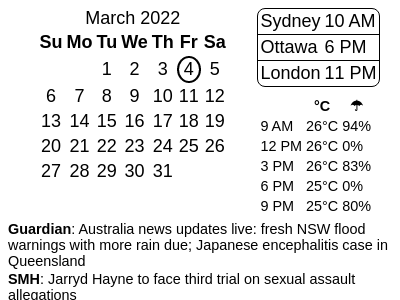 March 2022
Su Mo Tu We Th Fr Sa
1 2 3 4 5
6 7 8 9 10 11 12
13 14 15 16 17 18 19
20 21 22 23 24 25 26
27 28 29 30 31
Sydney 10 AM
Ottawa 6 PM
London 11 PM
°C ☂
9 AM 26°C 94%
12 PM 26°C 0%
3 PM 26°C 83%
6 PM 25°C 0%
9 PM 25°C 80%
Guardian: Australia news updates live: fresh NSW flood
warnings with more rain due; Japanese encephalitis case in
Queensland
SMH: Jarryd Hayne to face third trial on sexual assault
allegations